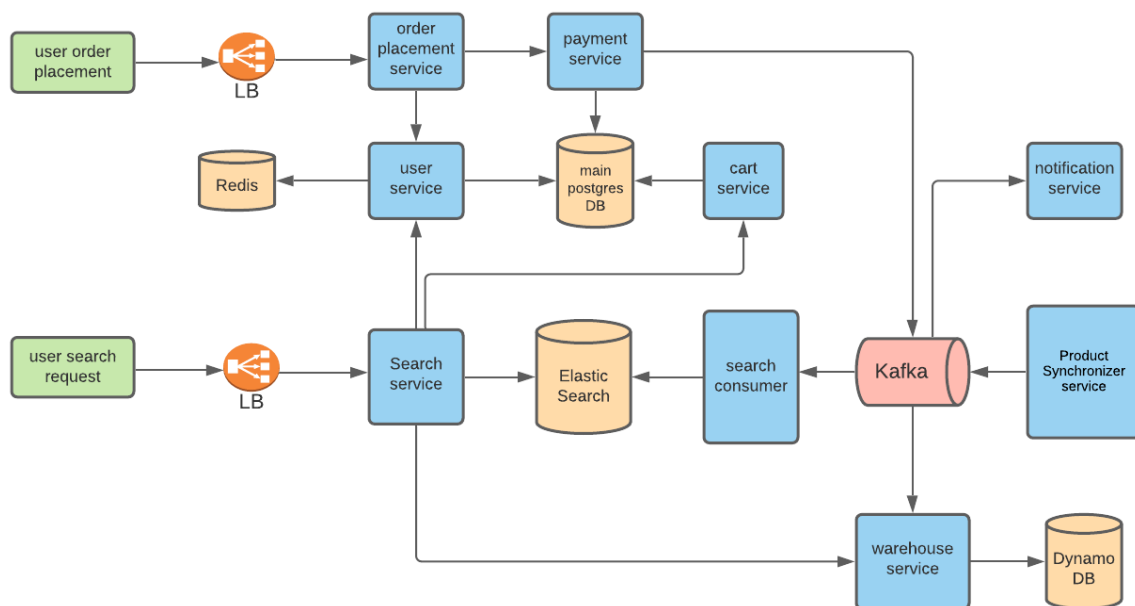 user order
placement
LB
order
placement
service
payment
service
Redis
user
service
main
postgres
DB
cart
service
notification
service
user search
request
LB
Search
service
Elastic
Search
search
consumer
Kafka
Product
Synchronizer
service
warehouse
service
Dynamo
DB